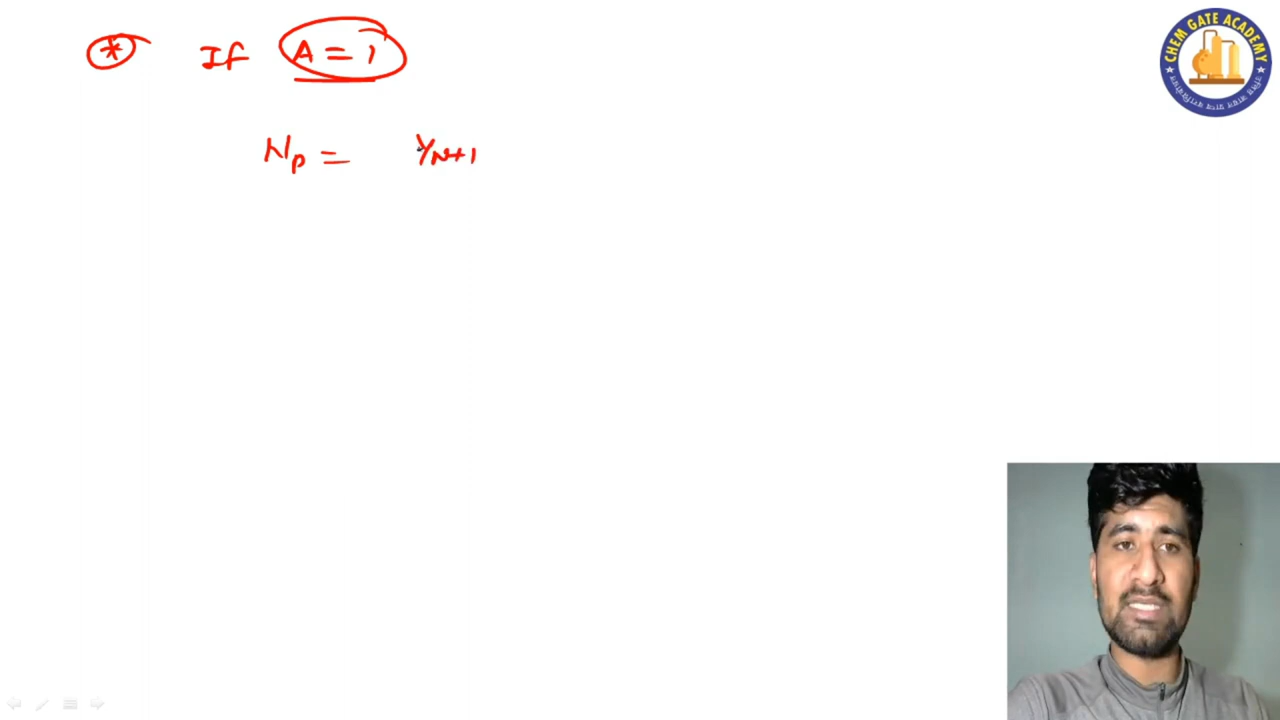 * If A = 1
Np = YN+1
CHEM GATE ACADEMY